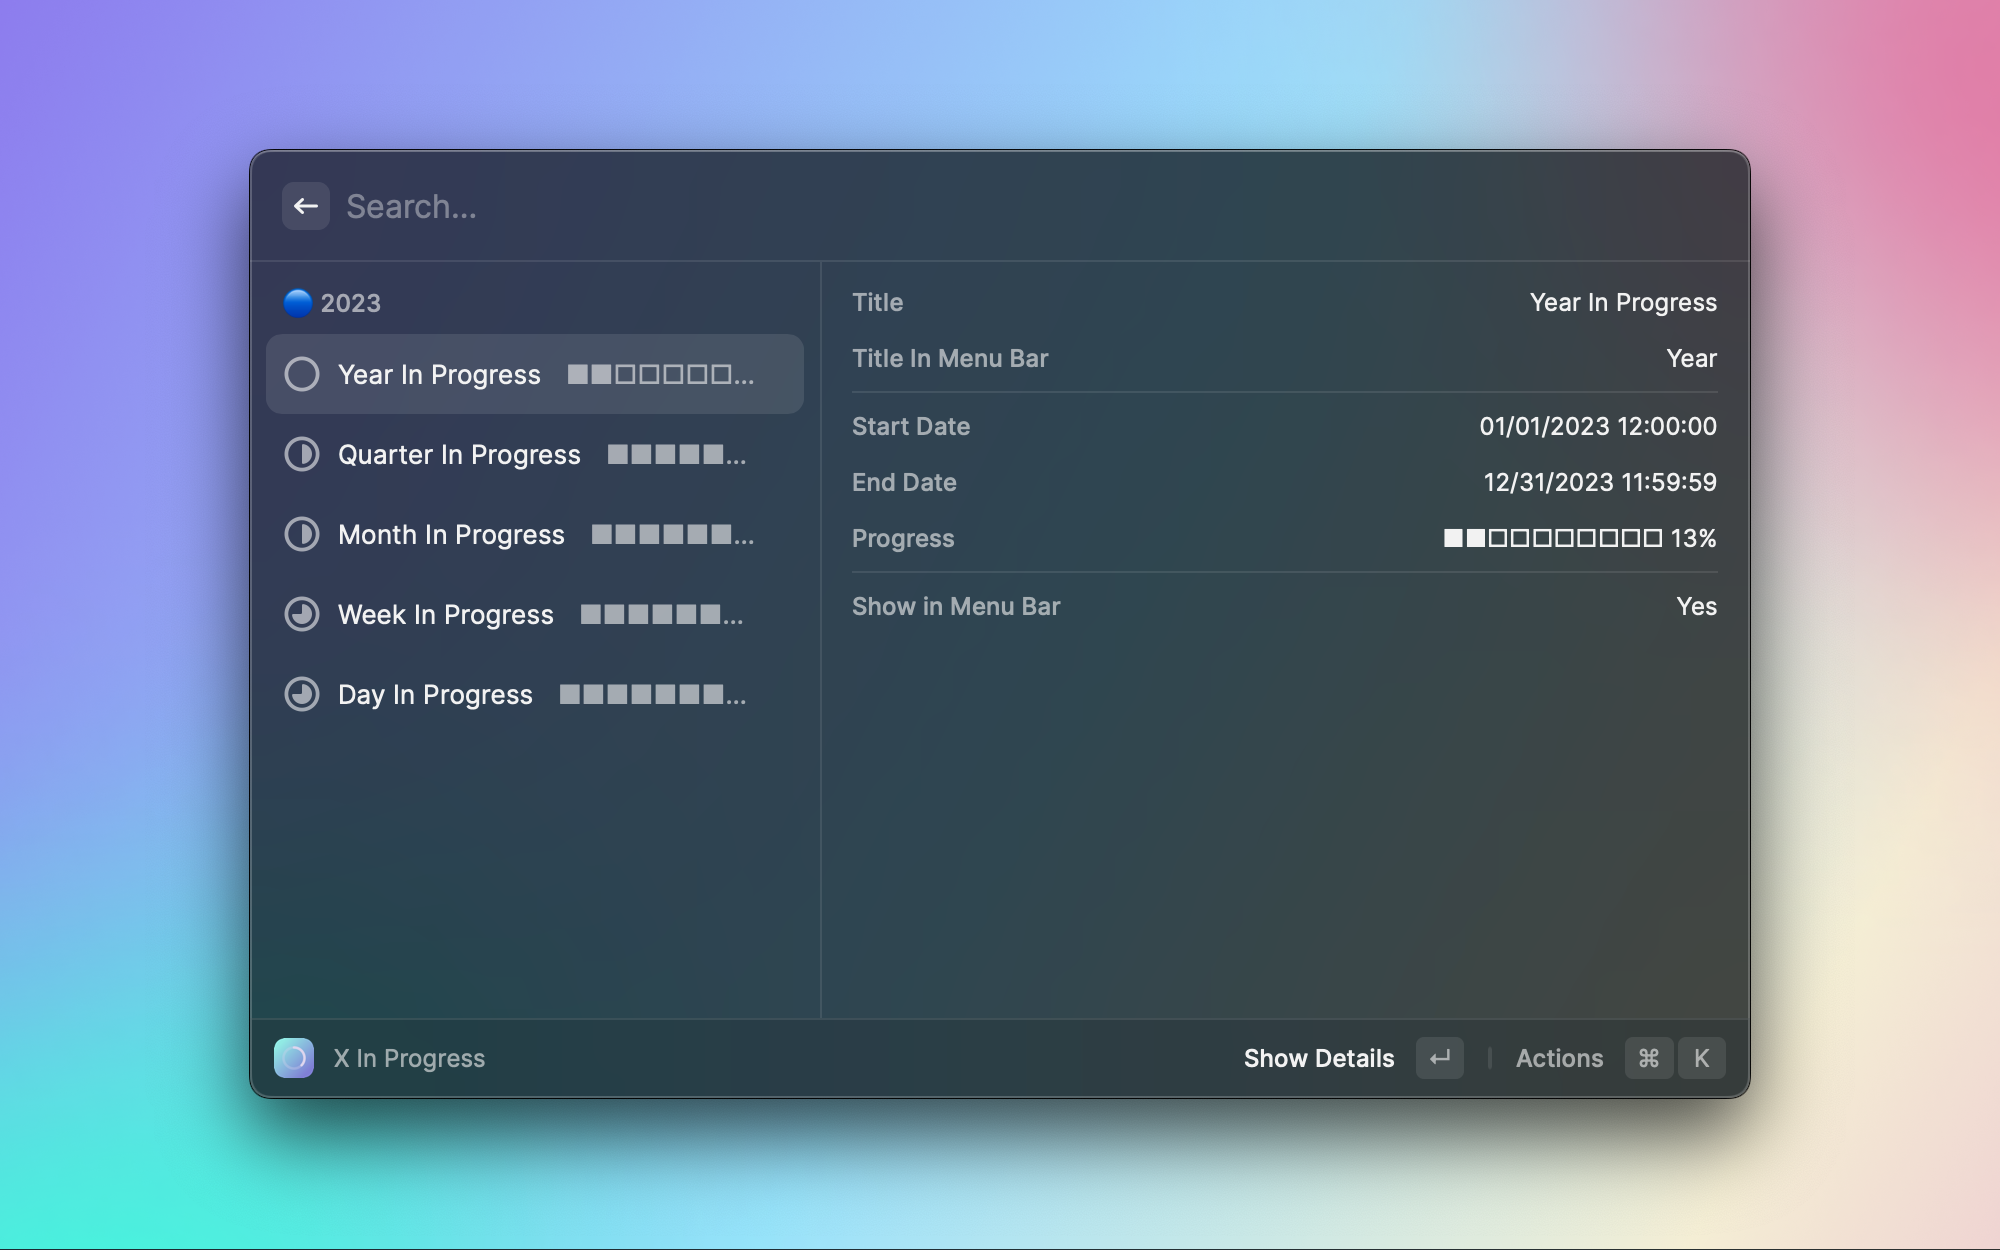 Search...
2023
Year In Progress ■■□□□□□...
Quarter In Progress ■■■■■...
Month In Progress ■■■■■■...
Week In Progress ■■■■■■...
Day In Progress ■■■■■■■...
Title Year In Progress
Title In Menu Bar Year
Start Date 01/01/2023 12:00:00
End Date 12/31/2023 11:59:59
Progress ■■□□□□□□□□ 13%
Show in Menu Bar Yes
X In Progress Show Details ↵ | Actions ⌘ K